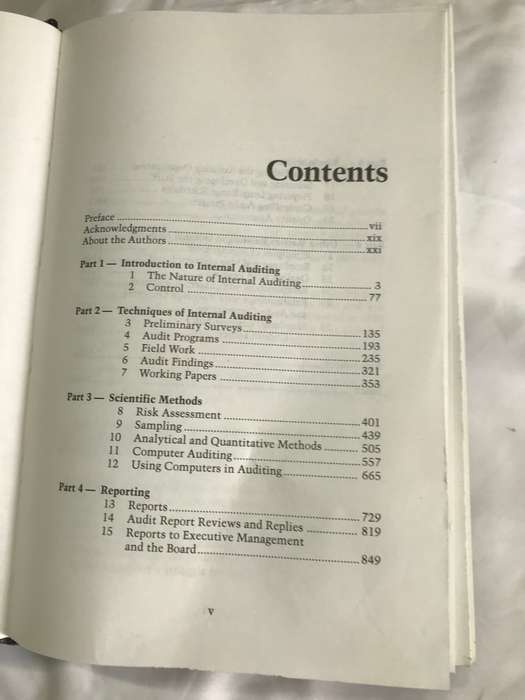 Contents
Preface ... vii
Acknowledgments ... xix
About the Authors ... xxi
Part 1 — Introduction to Internal Auditing
1 The Nature of Internal Auditing ... 3
2 Control ... 77
Part 2 — Techniques of Internal Auditing
3 Preliminary Surveys ... 135
4 Audit Programs ... 193
5 Field Work ... 235
6 Audit Findings ... 321
7 Working Papers ... 353
Part 3 — Scientific Methods
8 Risk Assessment ... 401
9 Sampling ... 439
10 Analytical and Quantitative Methods ... 505
11 Computer Auditing ... 557
12 Using Computers in Auditing ... 665
Part 4 — Reporting
13 Reports ... 729
14 Audit Report Reviews and Replies ... 819
15 Reports to Executive Management
and the Board ... 849
v